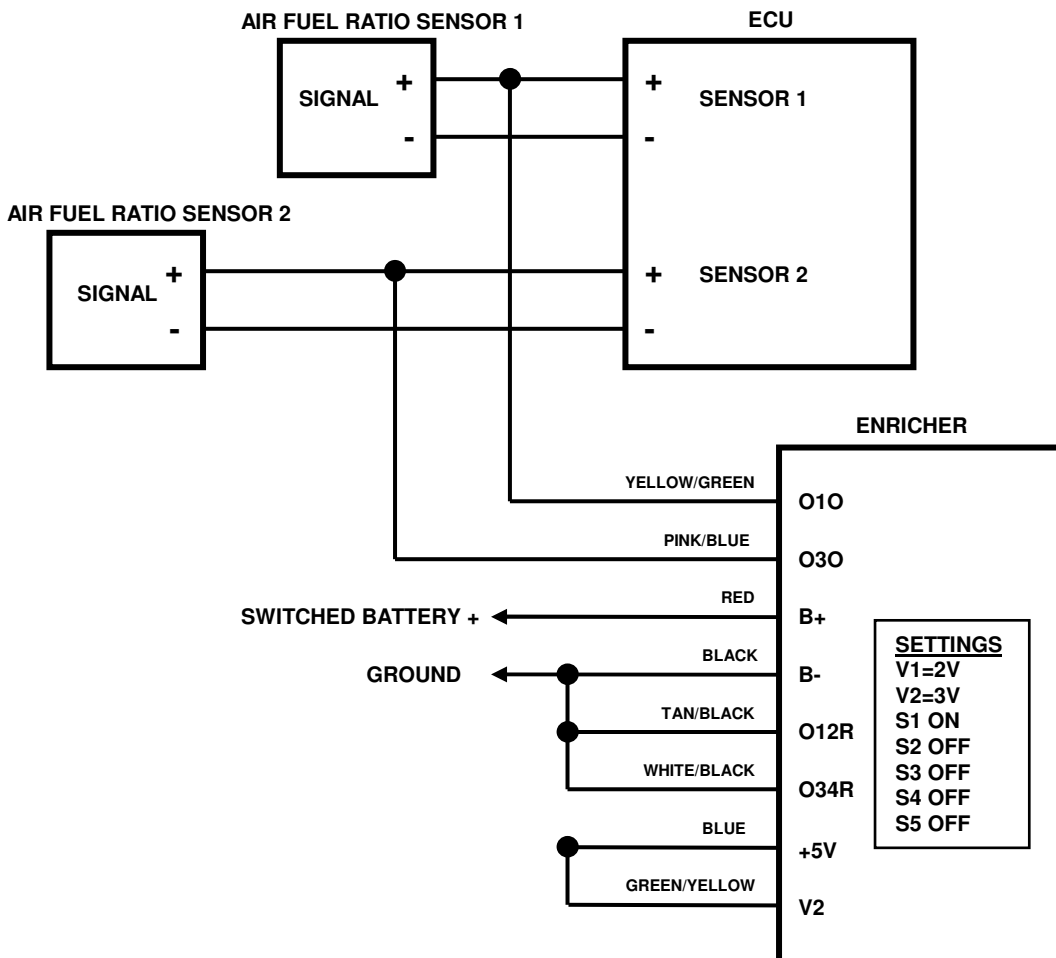 AIR FUEL RATIO SENSOR 1
ECU
SIGNAL
+
-
+
SENSOR 1
-
AIR FUEL RATIO SENSOR 2
SIGNAL
+
-
+
SENSOR 2
-
ENRICHER
YELLOW/GREEN
O1O
PINK/BLUE
O3O
SWITCHED BATTERY +
RED
B+
GROUND
BLACK
B-
TAN/BLACK
O12R
WHITE/BLACK
O34R
BLUE
+5V
GREEN/YELLOW
V2
SETTINGS
V1=2V
V2=3V
S1 ON
S2 OFF
S3 OFF
S4 OFF
S5 OFF